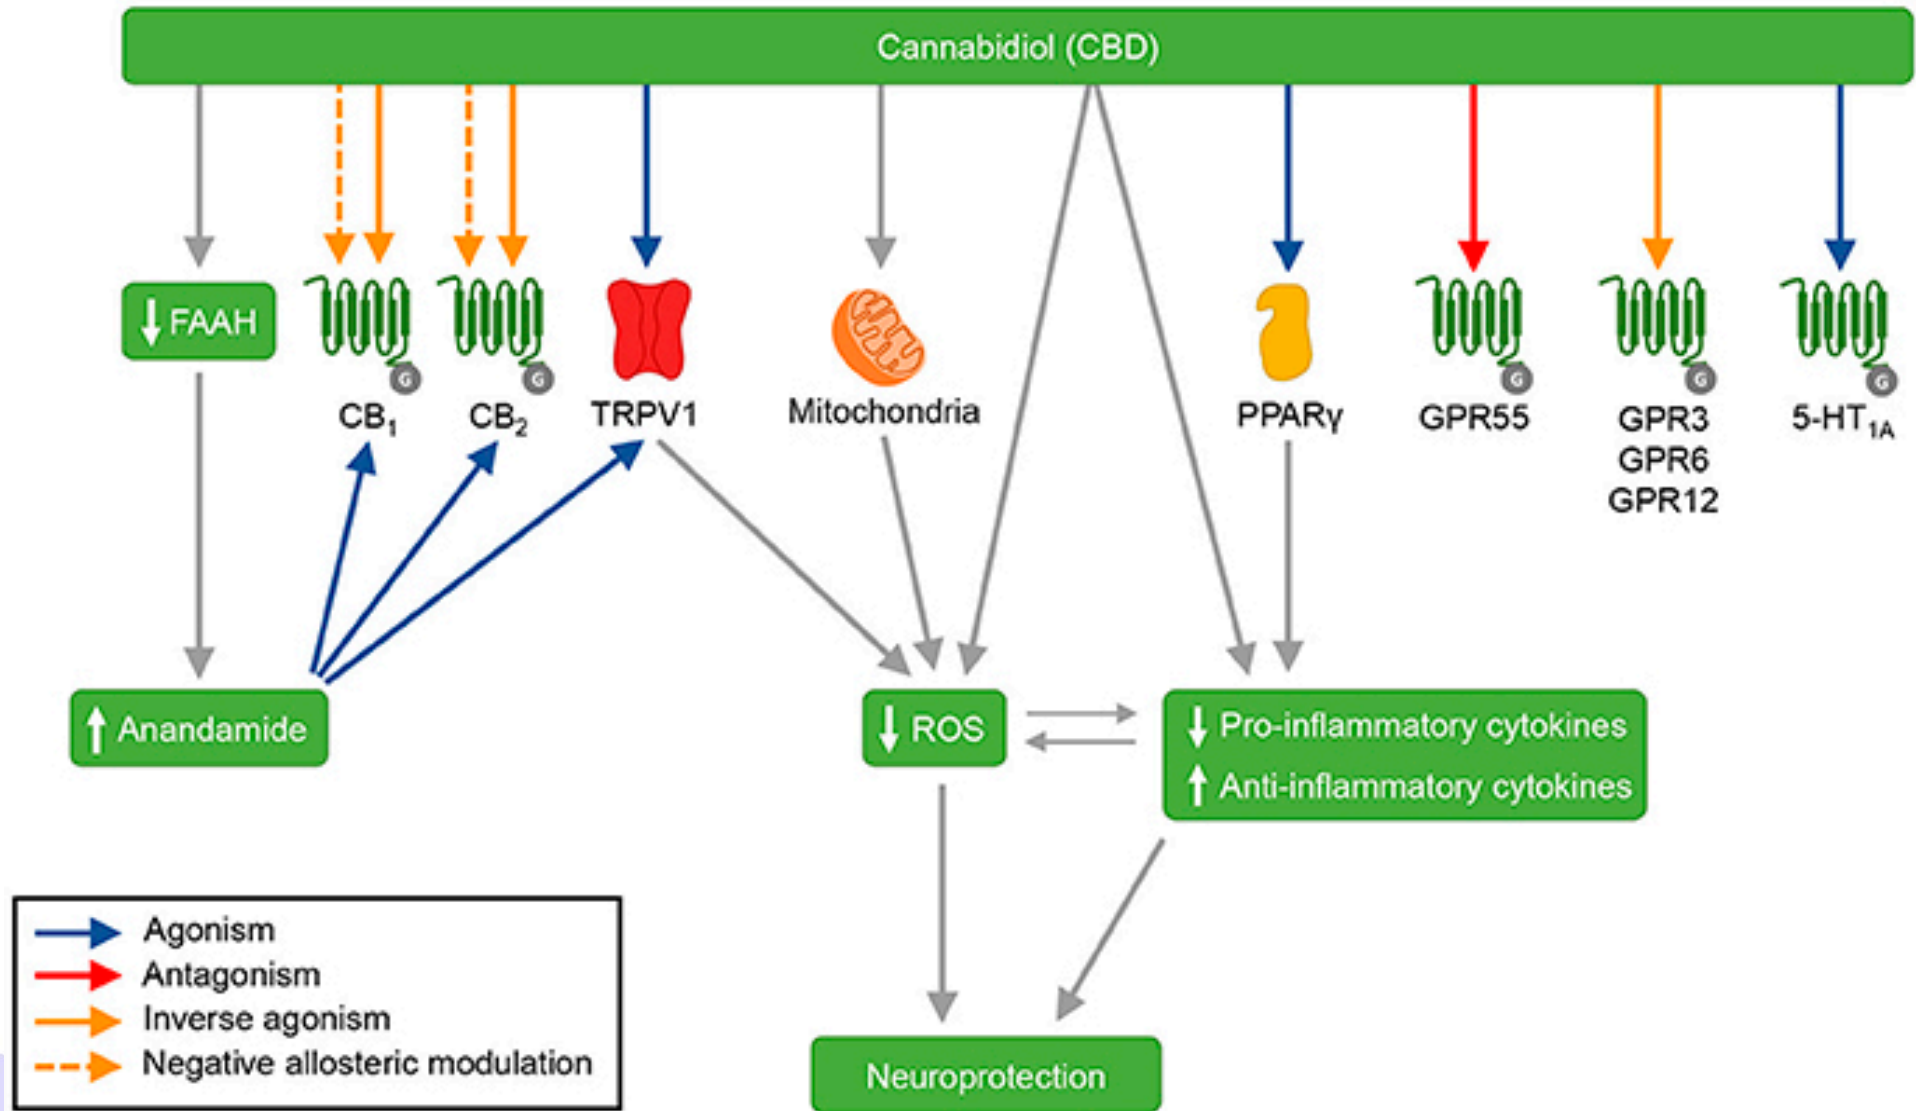 Cannabidiol (CBD)
↓ FAAH
G
G
G
G
G
CB₁
CB₂
TRPV1
Mitochondria
PPARγ
GPR55
GPR3
GPR6
GPR12
5-HT₁A
↑ Anandamide
↓ ROS
↓ Pro-inflammatory cytokines
↑ Anti-inflammatory cytokines
Agonism
Antagonism
Inverse agonism
Negative allosteric modulation
Neuroprotection